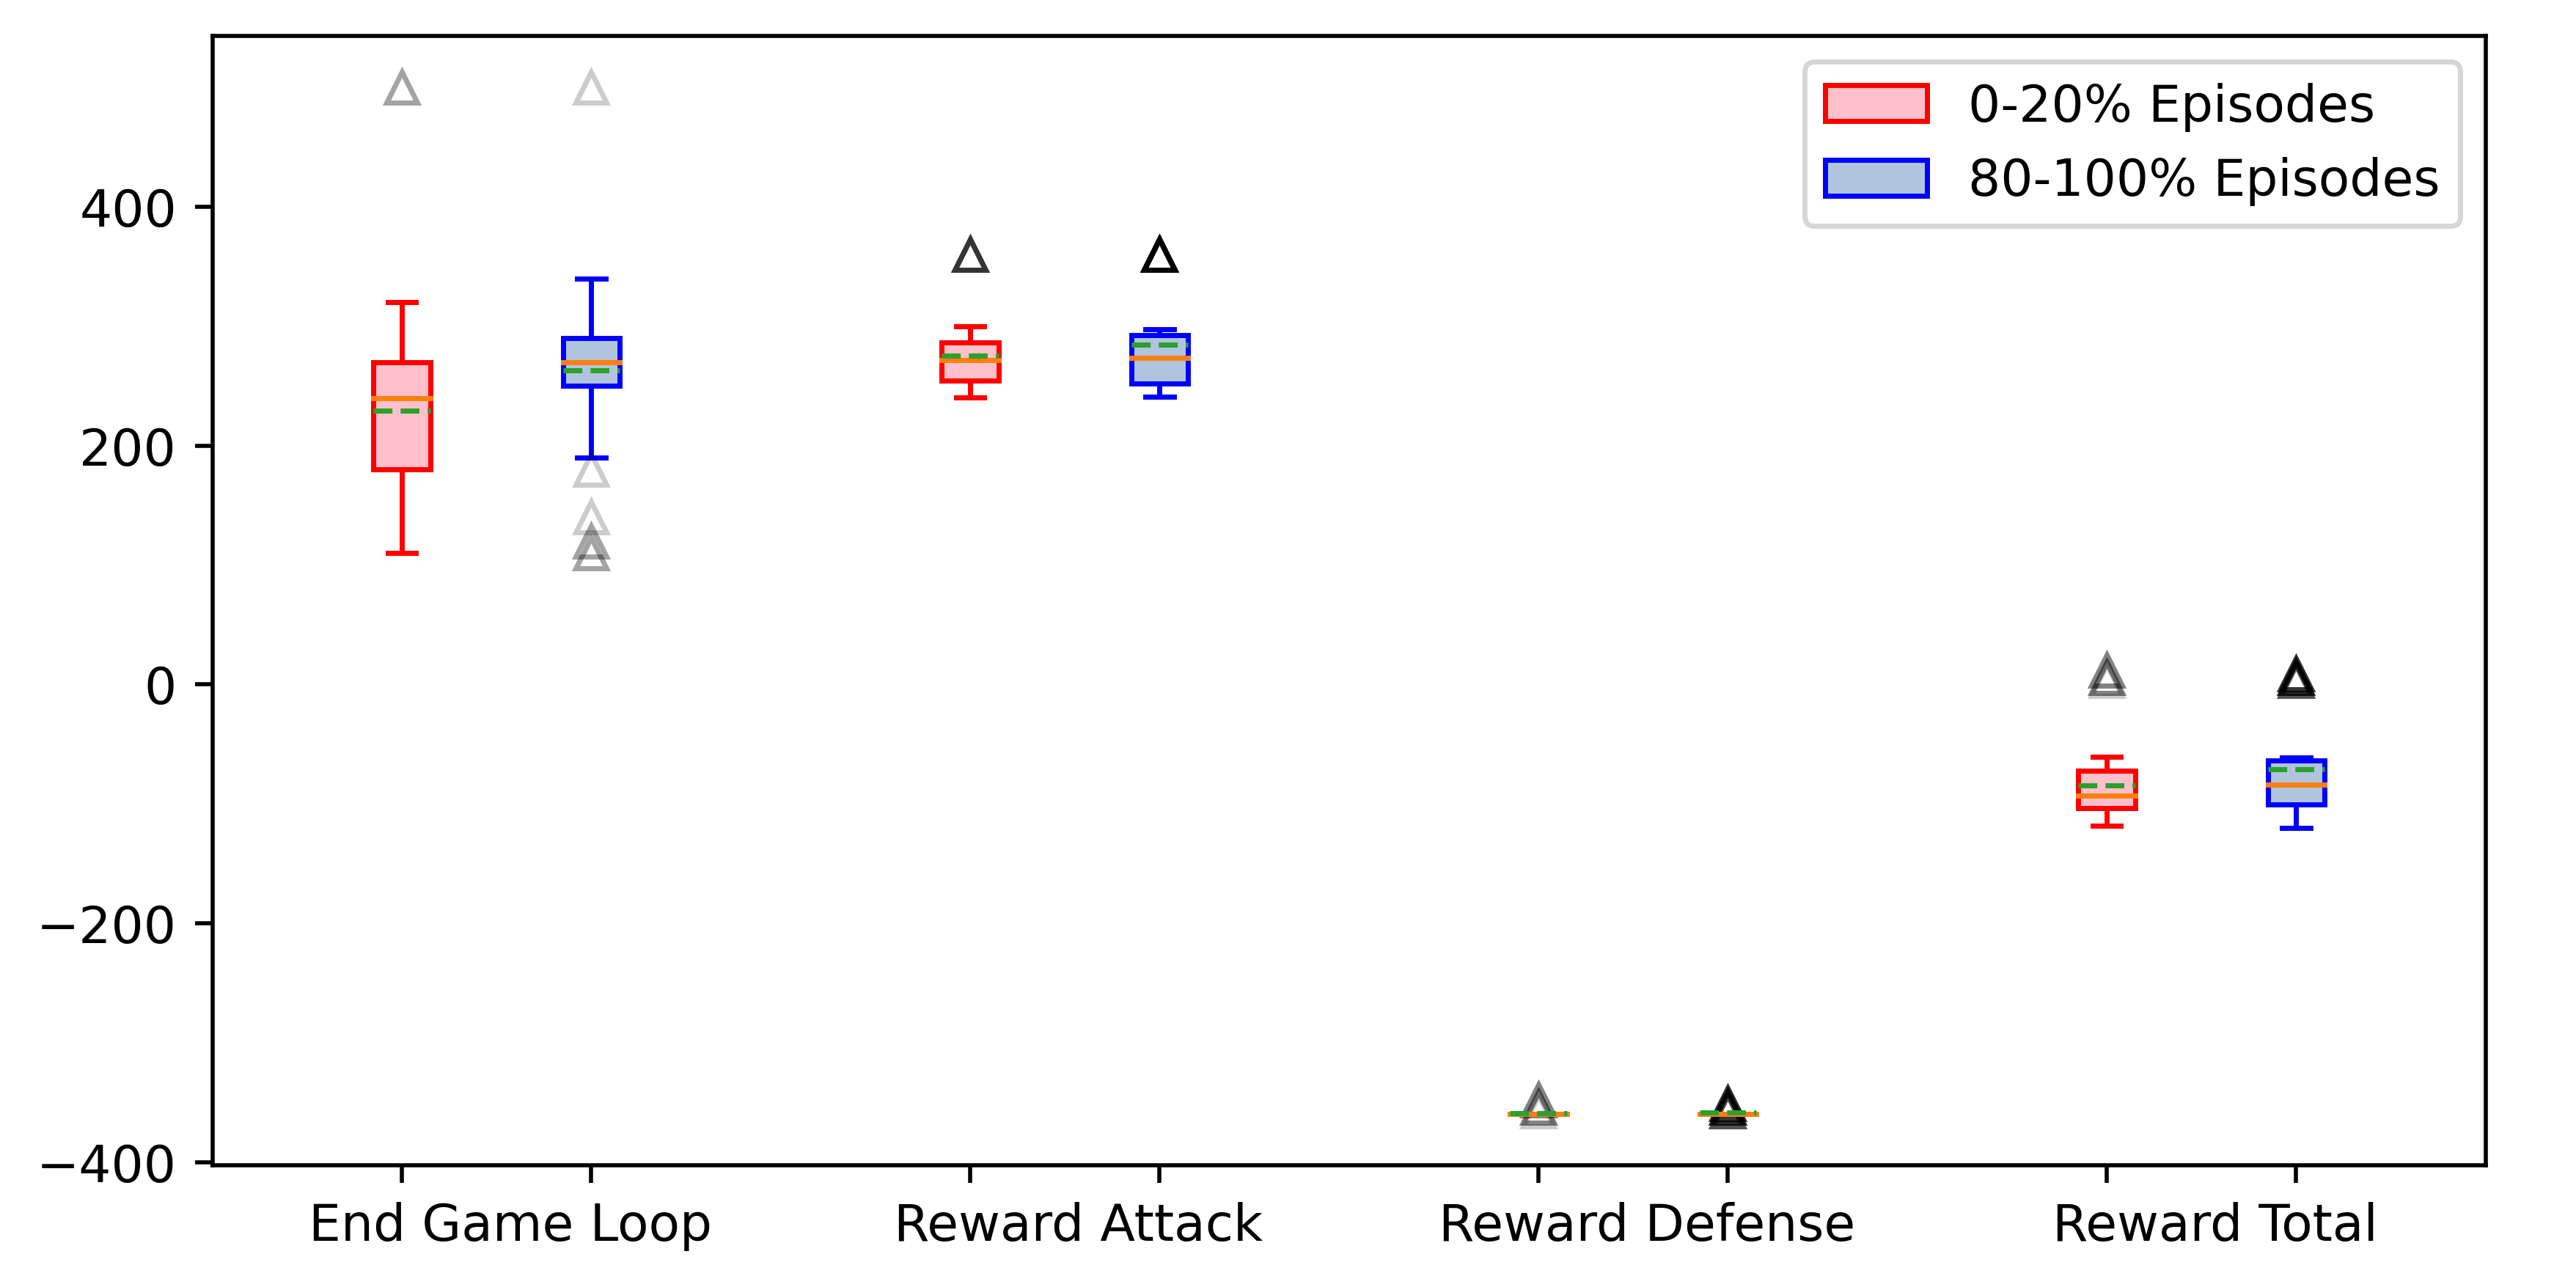 0-20% Episodes
80-100% Episodes
400
200
0
−200
−400
End Game Loop
Reward Attack
Reward Defense
Reward Total